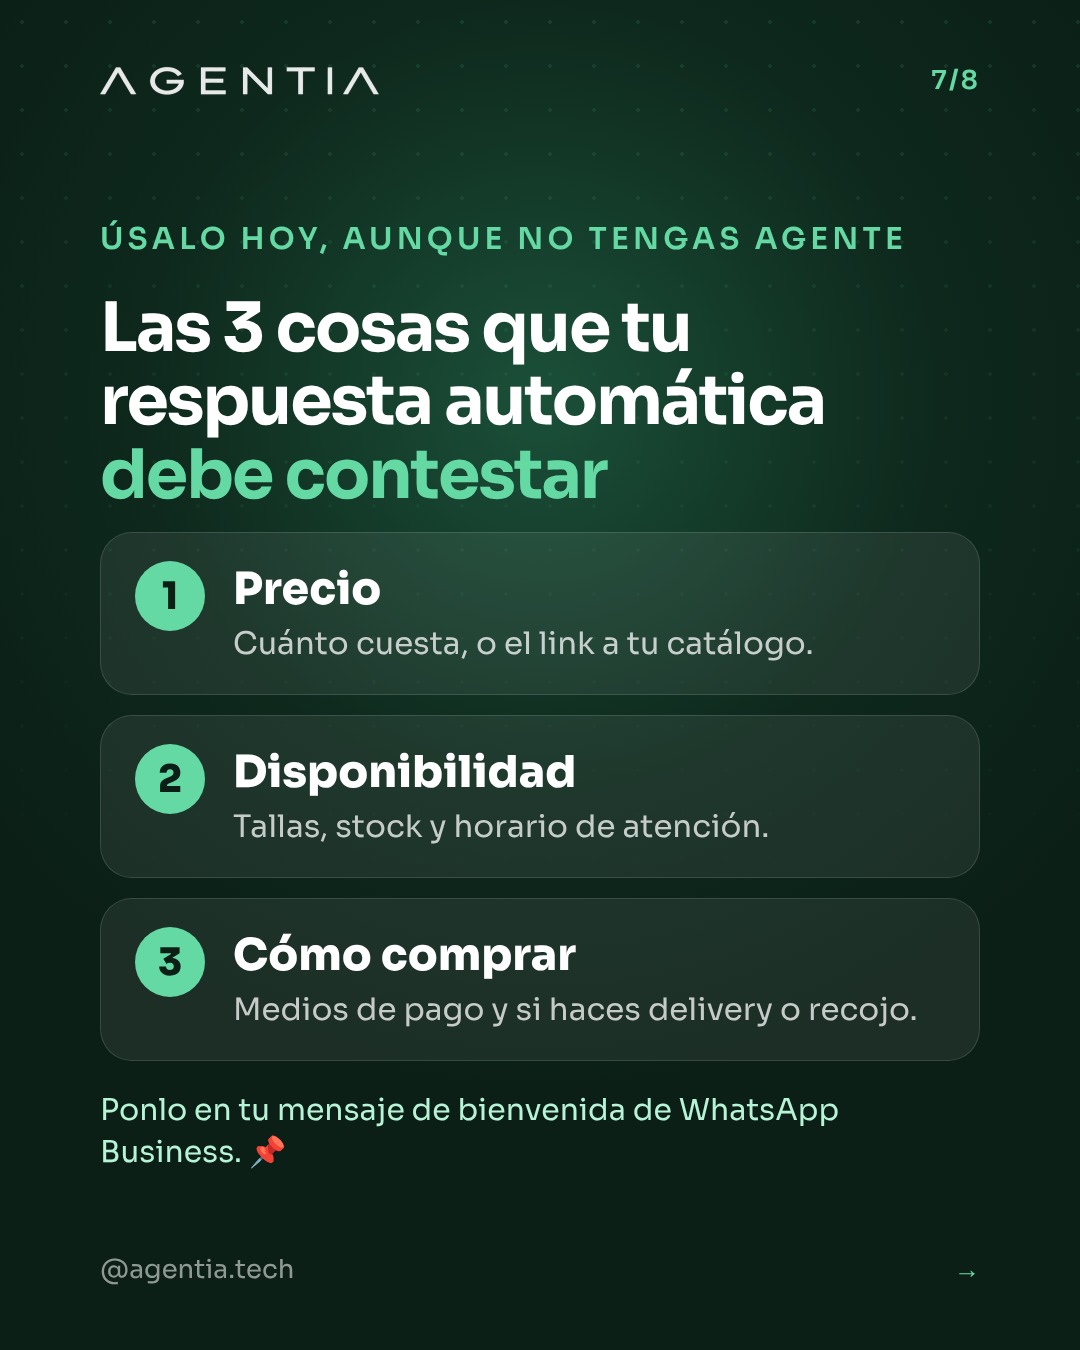 AGENTIA
7/8
ÚSALO HOY, AUNQUE NO TENGAS AGENTE
Las 3 cosas que tu
respuesta automática
debe contestar
1
Precio
Cuánto cuesta, o el link a tu catálogo.
2
Disponibilidad
Tallas, stock y horario de atención.
3
Cómo comprar
Medios de pago y si haces delivery o recojo.
Ponlo en tu mensaje de bienvenida de WhatsApp
Business. 📌
@agentia.tech
→